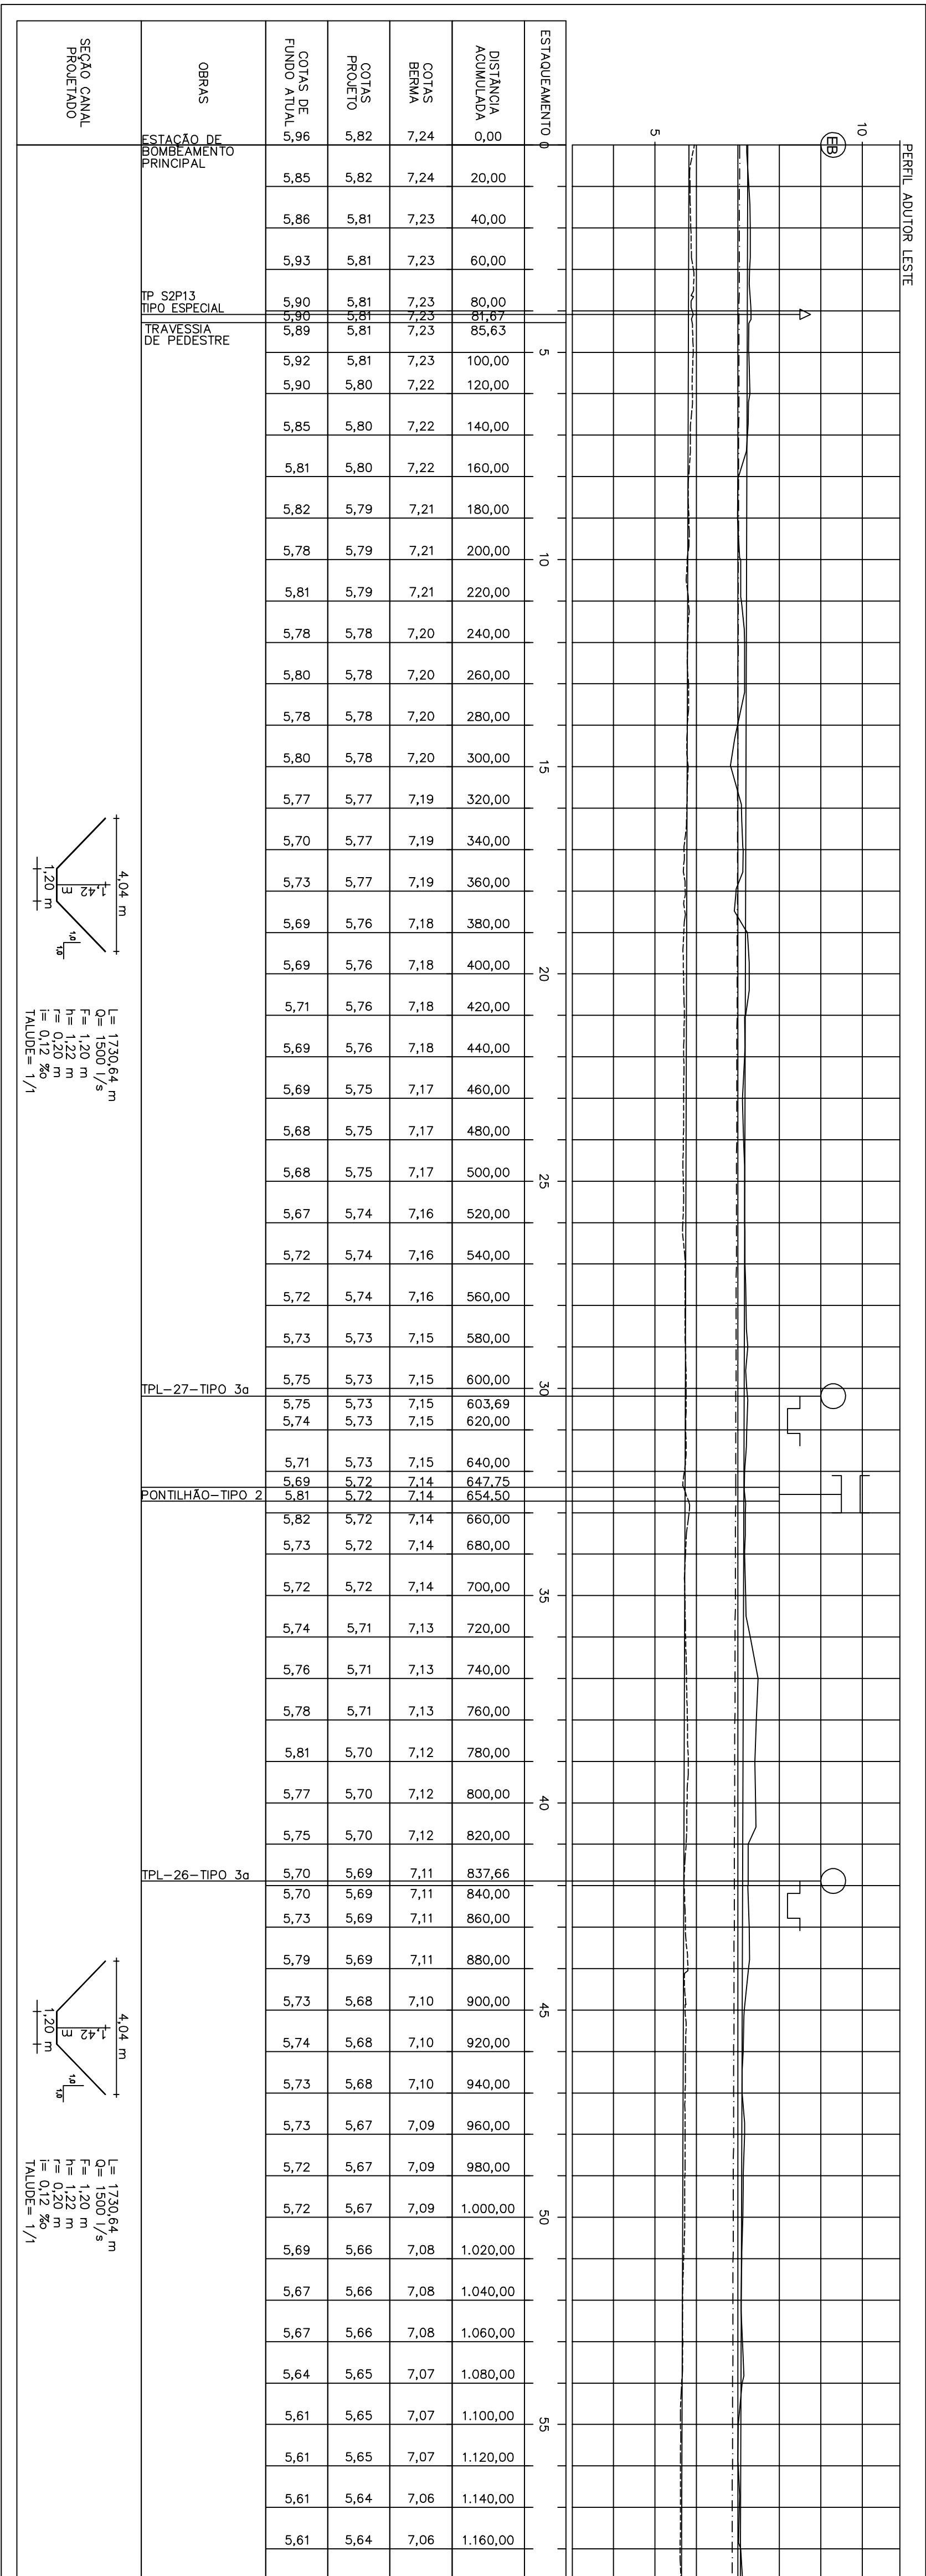 PERFIL ADUTOR LESTE
10
5
EB
ESTAQUEAMENTO
DISTÂNCIA
ACUMULADA
COTAS
BERMA
COTAS
PROJETO
COTAS DE
FUNDO ATUAL
OBRAS
SEÇÃO CANAL
PROJETADO
0 5 10 15 20 25 30 35 40 45 50 55
5,96 5,82 7,24 0,00
ESTAÇÃO DE
BOMBEAMENTO
PRINCIPAL
5,85 5,82 7,24 20,00
5,86 5,81 7,23 40,00
5,93 5,81 7,23 60,00
TP S2P13
TIPO ESPECIAL
5,90 5,81 7,23 80,00
5,90 5,81 7,23 81,67
TRAVESSIA
DE PEDESTRE
5,89 5,81 7,23 85,63
5,92 5,81 7,23 100,00
5,90 5,80 7,22 120,00
5,85 5,80 7,22 140,00
5,81 5,80 7,22 160,00
5,82 5,79 7,21 180,00
5,78 5,79 7,21 200,00
5,81 5,79 7,21 220,00
5,78 5,78 7,20 240,00
5,80 5,78 7,20 260,00
5,78 5,78 7,20 280,00
5,80 5,78 7,20 300,00
5,77 5,77 7,19 320,00
5,70 5,77 7,19 340,00
5,73 5,77 7,19 360,00
5,69 5,76 7,18 380,00
5,69 5,76 7,18 400,00
5,71 5,76 7,18 420,00
5,69 5,76 7,18 440,00
5,69 5,75 7,17 460,00
5,68 5,75 7,17 480,00
5,68 5,75 7,17 500,00
5,67 5,74 7,16 520,00
5,72 5,74 7,16 540,00
5,72 5,74 7,16 560,00
5,73 5,73 7,15 580,00
5,75 5,73 7,15 600,00
TPL-27-TIPO 3a
5,75 5,73 7,15 603,69
5,74 5,73 7,15 620,00
5,71 5,73 7,15 640,00
5,69 5,72 7,14 647,75
PONTILHÃO-TIPO 2
5,81 5,72 7,14 654,50
5,82 5,72 7,14 660,00
5,73 5,72 7,14 680,00
5,72 5,72 7,14 700,00
5,74 5,71 7,13 720,00
5,76 5,71 7,13 740,00
5,78 5,71 7,13 760,00
5,81 5,70 7,12 780,00
5,77 5,70 7,12 800,00
5,75 5,70 7,12 820,00
TPL-26-TIPO 3a
5,70 5,69 7,11 837,66
5,70 5,69 7,11 840,00
5,73 5,69 7,11 860,00
5,79 5,69 7,11 880,00
5,73 5,68 7,10 900,00
5,74 5,68 7,10 920,00
5,73 5,68 7,10 940,00
5,73 5,67 7,09 960,00
5,72 5,67 7,09 980,00
5,72 5,67 7,09 1.000,00
5,69 5,66 7,08 1.020,00
5,67 5,66 7,08 1.040,00
5,67 5,66 7,08 1.060,00
5,64 5,65 7,07 1.080,00
5,61 5,65 7,07 1.100,00
5,61 5,65 7,07 1.120,00
5,61 5,64 7,06 1.140,00
5,61 5,64 7,06 1.160,00
4,04 m
1,42 m
1,20 m
1,0
1,0
L= 1730,64 m
Q= 1500 l/s
F= 1,20 m
h= 1,22 m
r= 0,20 m
i= 0,12 ‰
TALUDE= 1/1
4,04 m
1,42 m
1,20 m
1,0
1,0
L= 1730,64 m
Q= 1500 l/s
F= 1,20 m
h= 1,22 m
r= 0,20 m
i= 0,12 ‰
TALUDE= 1/1